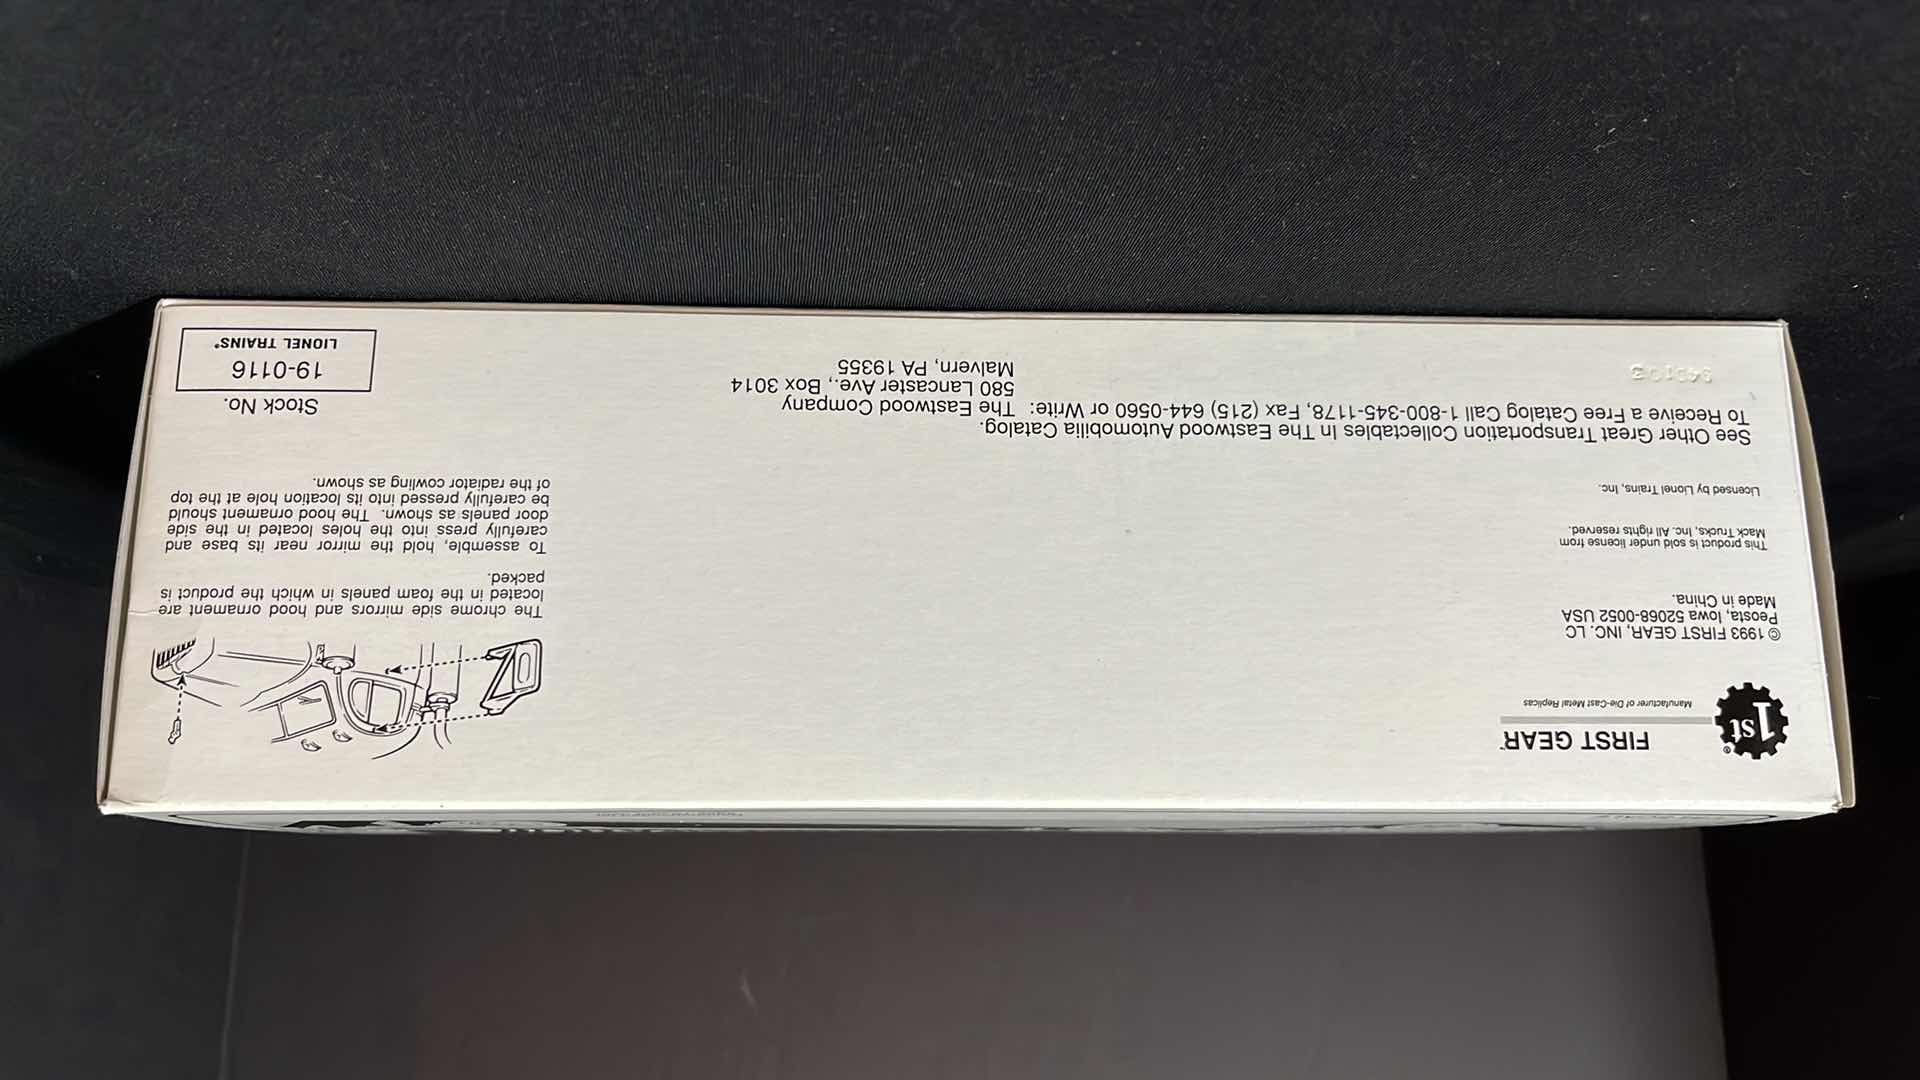 1st
FIRST GEAR
Manufacturer of Die-Cast Metal Replicas
© 1993 FIRST GEAR, INC. LC
Peosta, Iowa 52068-0052 USA
Made in China.
This product is sold under license from
Mack Trucks, Inc. All rights reserved.
Licensed by Lionel Trains, Inc.
See Other Great Transportation Collectables In The Eastwood Automobilia Catalog.
To Receive a Free Catalog Call 1-800-345-1178, Fax (215) 644-0560 or Write: The Eastwood Company
580 Lancaster Ave., Box 3014
Malvern, PA 19355
The chrome side mirrors and hood ornament are
located in the foam panels in which the product is
packed.
To assemble, hold the mirror near its base and
carefully press into the holes located in the side
door panels as shown. The hood ornament should
be carefully pressed into its location hole at the top
of the radiator cowling as shown.
Stock No.
19-0116
LIONEL TRAINS®